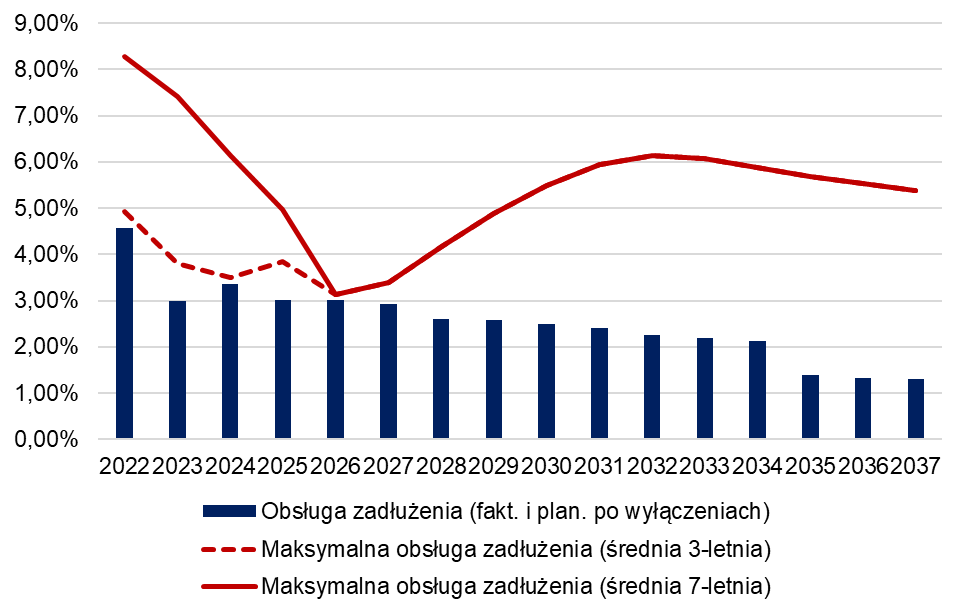 9,00%
8,00%
7,00%
6,00%
5,00%
4,00%
3,00%
2,00%
1,00%
0,00%
2022 2023 2024 2025 2026 2027 2028 2029 2030 2031 2032 2033 2034 2035 2036 2037
Obsługa zadłużenia (fakt. i plan. po wyłączeniach)
Maksymalna obsługa zadłużenia (średnia 3-letnia)
Maksymalna obsługa zadłużenia (średnia 7-letnia)